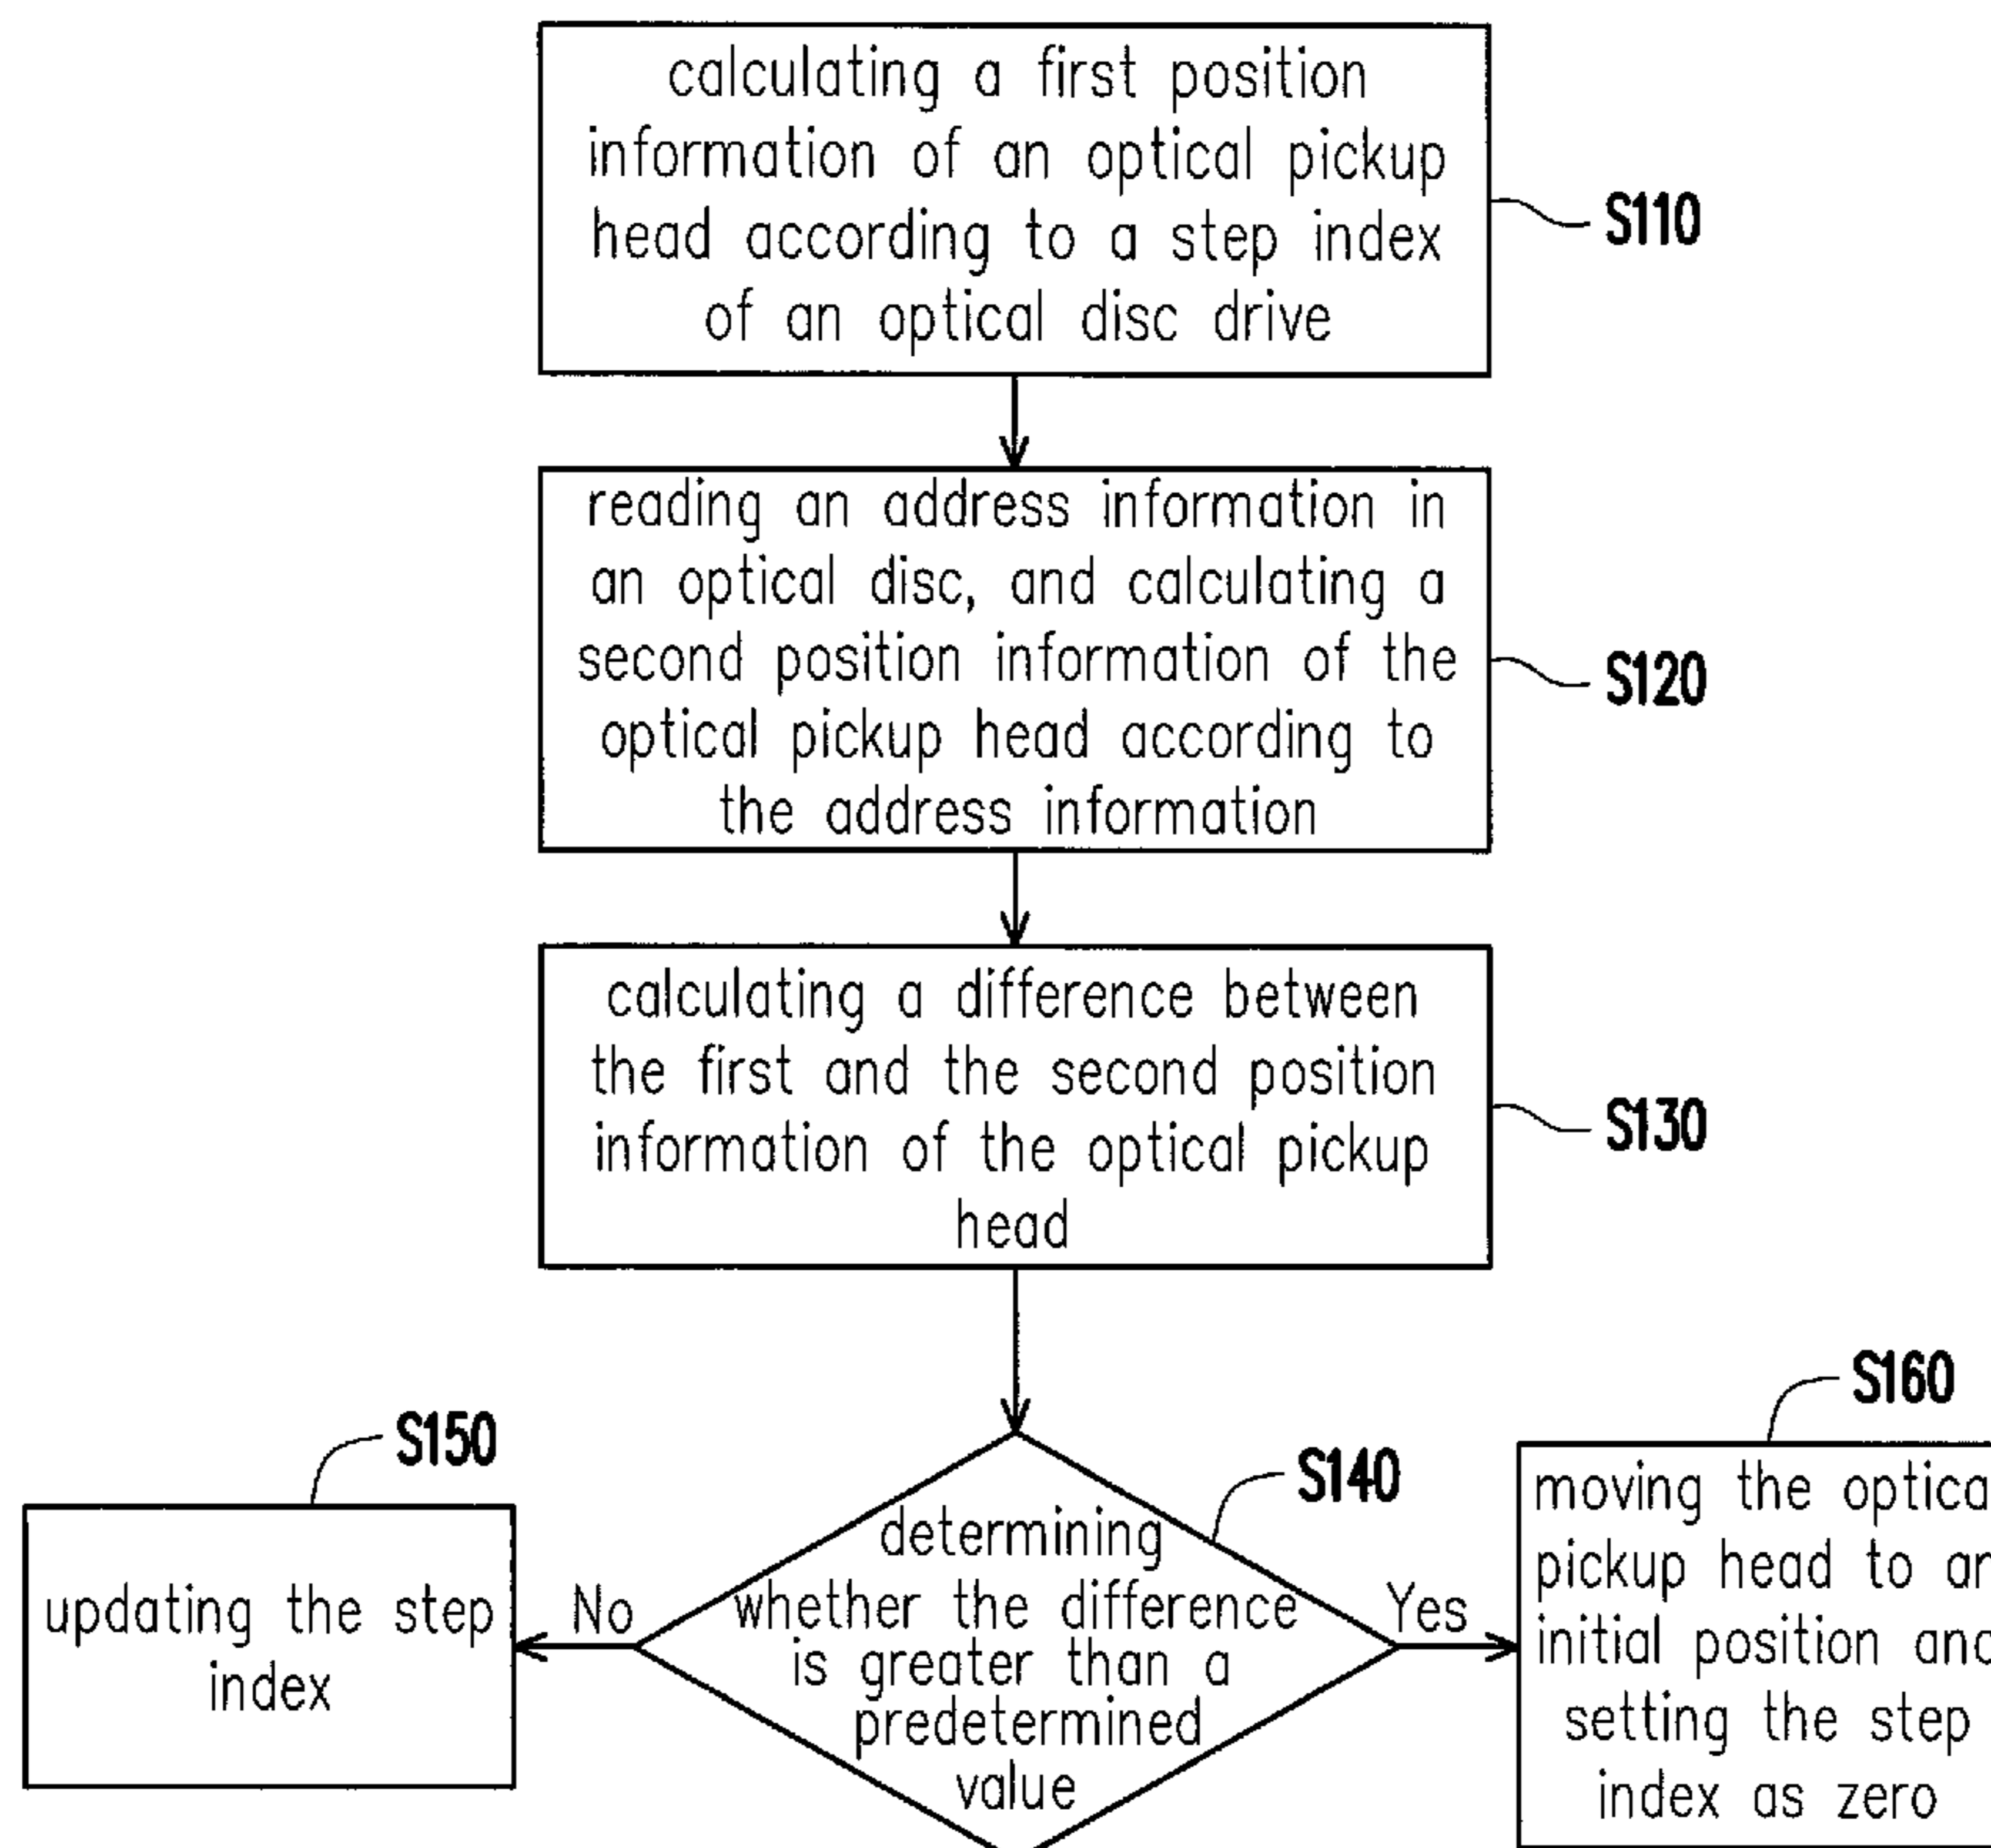 calculating a first position
information of an optical pickup
head according to a step index
of an optical disc drive
S110
reading an address information in
an optical disc, and calculating a
second position information of the
optical pickup head according to
the address information
S120
calculating a difference between
the first and the second position
information of the optical pickup
head
S130
S140
determining
whether the difference
is greater than a
predetermined
value
No
Yes
S150
updating the step
index
S160
moving the optica
pickup head to an
initial position and
setting the step
index as zero